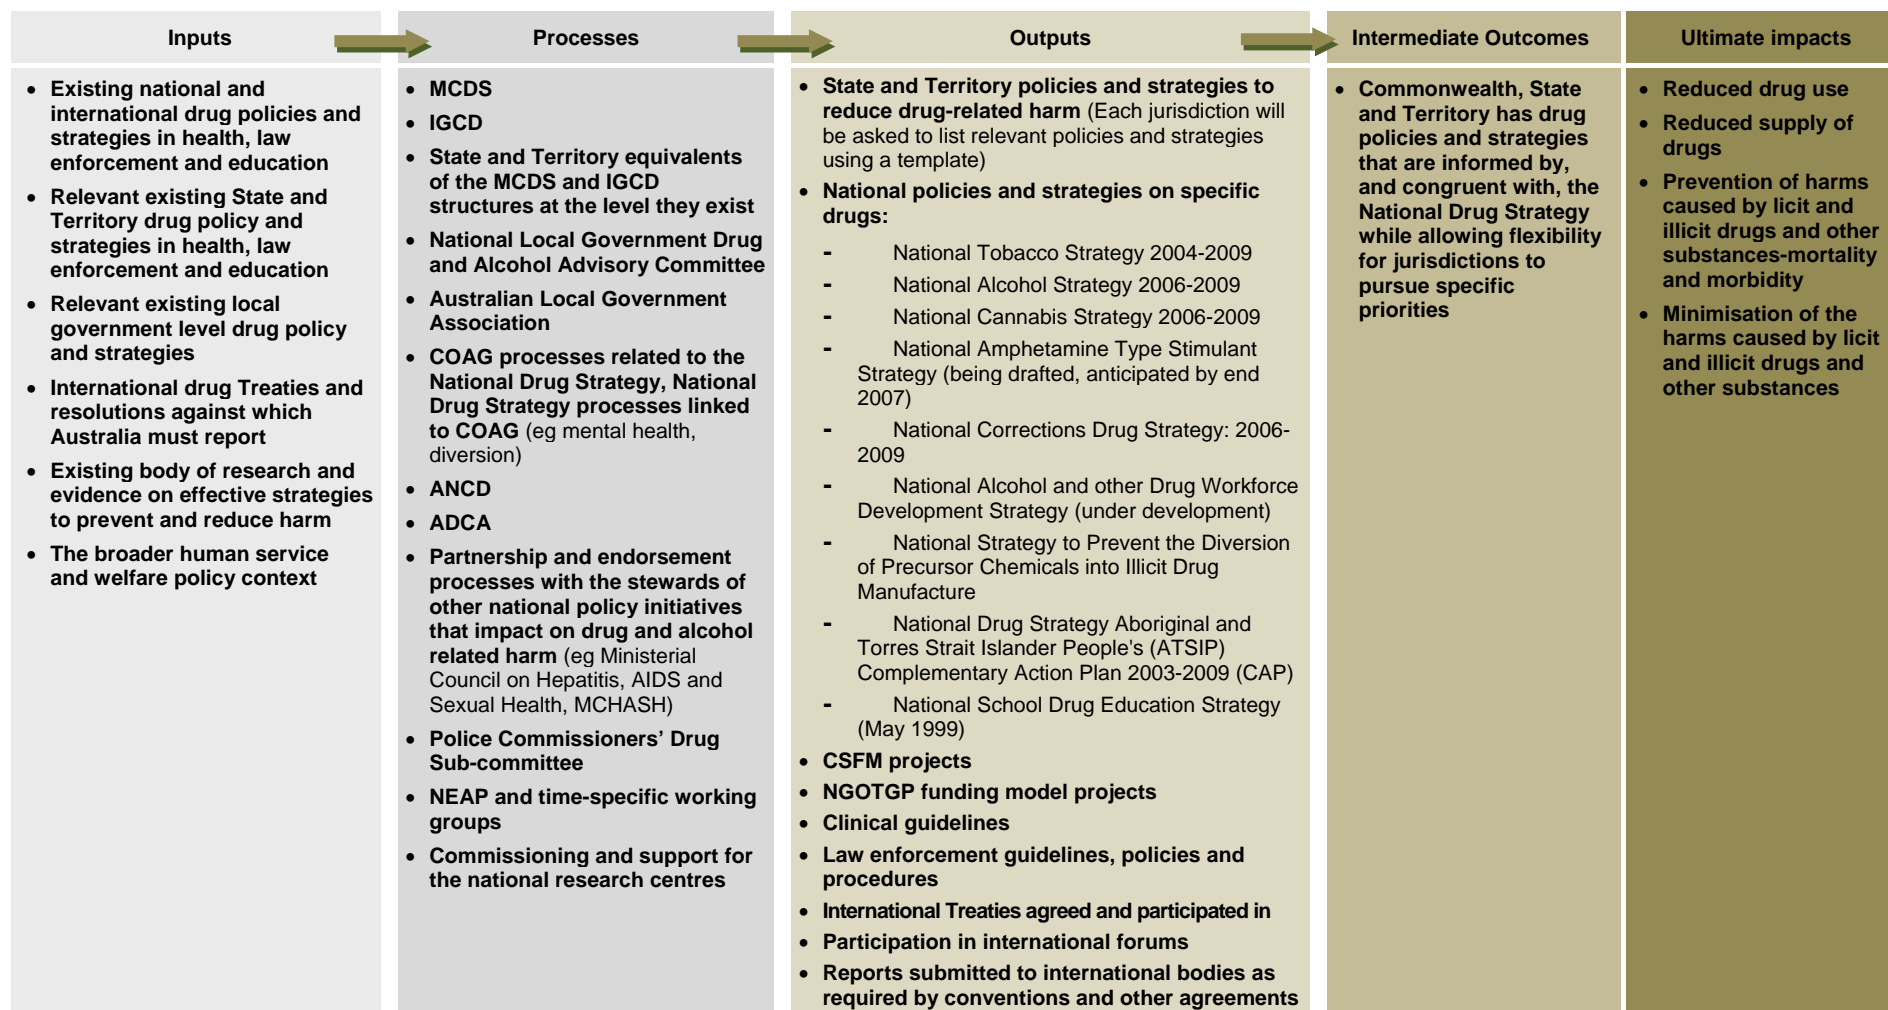 Inputs
Processes
Outputs
Intermediate Outcomes
Ultimate impacts
• Existing national and
international drug policies and
strategies in health, law
enforcement and education
• Relevant existing State and
Territory drug policy and
strategies in health, law
enforcement and education
• Relevant existing local
government level drug policy
and strategies
• International drug Treaties and
resolutions against which
Australia must report
• Existing body of research and
evidence on effective strategies
to prevent and reduce harm
• The broader human service
and welfare policy context
• MCDS
• IGCD
• State and Territory equivalents
of the MCDS and IGCD
structures at the level they exist
• National Local Government Drug
and Alcohol Advisory Committee
• Australian Local Government
Association
• COAG processes related to the
National Drug Strategy, National
Drug Strategy processes linked
to COAG (eg mental health,
diversion)
• ANCD
• ADCA
• Partnership and endorsement
processes with the stewards of
other national policy initiatives
that impact on drug and alcohol
related harm (eg Ministerial
Council on Hepatitis, AIDS and
Sexual Health, MCHASH)
• Police Commissioners’ Drug
Sub-committee
• NEAP and time-specific working
groups
• Commissioning and support for
the national research centres
• State and Territory policies and strategies to
reduce drug-related harm (Each jurisdiction will
be asked to list relevant policies and strategies
using a template)
• National policies and strategies on specific
drugs:
- National Tobacco Strategy 2004-2009
- National Alcohol Strategy 2006-2009
- National Cannabis Strategy 2006-2009
- National Amphetamine Type Stimulant
Strategy (being drafted, anticipated by end
2007)
- National Corrections Drug Strategy: 2006-
2009
- National Alcohol and other Drug Workforce
Development Strategy (under development)
- National Strategy to Prevent the Diversion
of Precursor Chemicals into Illicit Drug
Manufacture
- National Drug Strategy Aboriginal and
Torres Strait Islander People's (ATSIP)
Complementary Action Plan 2003-2009 (CAP)
- National School Drug Education Strategy
(May 1999)
• CSFM projects
• NGOTGP funding model projects
• Clinical guidelines
• Law enforcement guidelines, policies and
procedures
• International Treaties agreed and participated in
• Participation in international forums
• Reports submitted to international bodies as
required by conventions and other agreements
• Commonwealth, State
and Territory has drug
policies and strategies
that are informed by,
and congruent with, the
National Drug Strategy
while allowing flexibility
for jurisdictions to
pursue specific
priorities
• Reduced drug use
• Reduced supply of
drugs
• Prevention of harms
caused by licit and
illicit drugs and other
substances-mortality
and morbidity
• Minimisation of the
harms caused by licit
and illicit drugs and
other substances